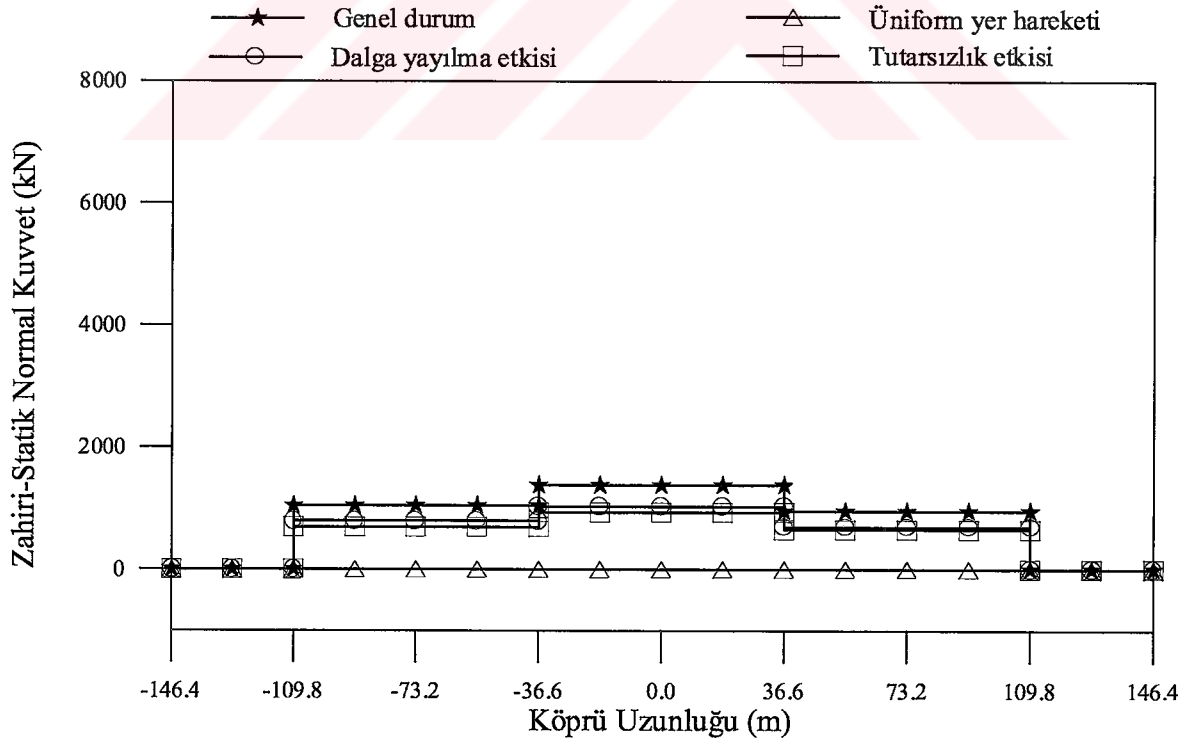 Genel durum
Üniform yer hareketi
Dalga yayılma etkisi
Tutarsızlık etkisi
8000
6000
4000
2000
0
Zahiri-Statik Normal Kuvvet (kN)
-146.4 -109.8 -73.2 -36.6 0.0 36.6 73.2 109.8 146.4
Köprü Uzunluğu (m)